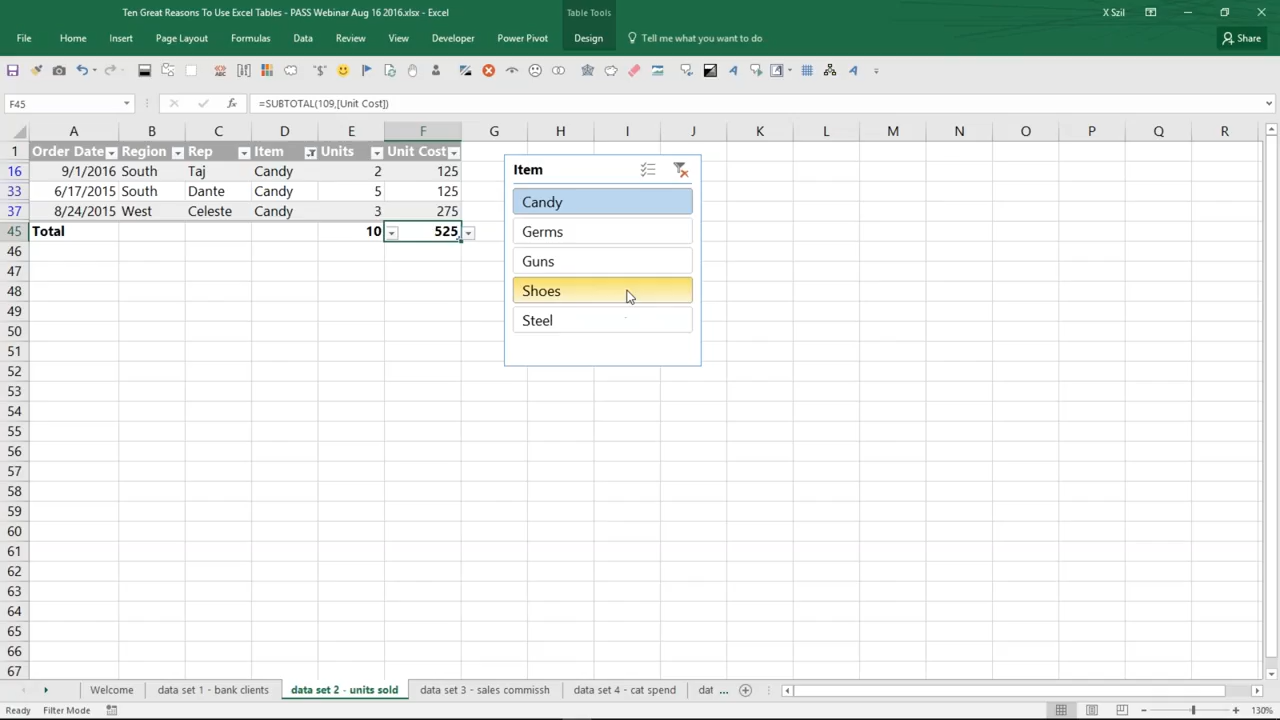 Ten Great Reasons To Use Excel Tables - PASS Webinar Aug 16 2016.xlsx - Excel
Table Tools
X Szil
File Home Insert Page Layout Formulas Data Review View Developer Power Pivot Design Tell me what you want to do Share
F45 fx =SUBTOTAL(109,[Unit Cost])
A B C D E F G H I J K L M N O P Q R
1 Order Date Region Rep Item Units Unit Cost
16 9/1/2016 South Taj Candy 2 125
33 6/17/2015 South Dante Candy 5 125
37 8/24/2015 West Celeste Candy 3 275
45 Total 10 525
46
47
48
49
50
51
52
53
54
55
56
57
58
59
60
61
62
63
64
65
66
67
Item
Candy
Germs
Guns
Shoes
Steel
Welcome data set 1 - bank clients data set 2 - units sold data set 3 - sales commissh data set 4 - cat spend dat ...
Ready Filter Mode 130%